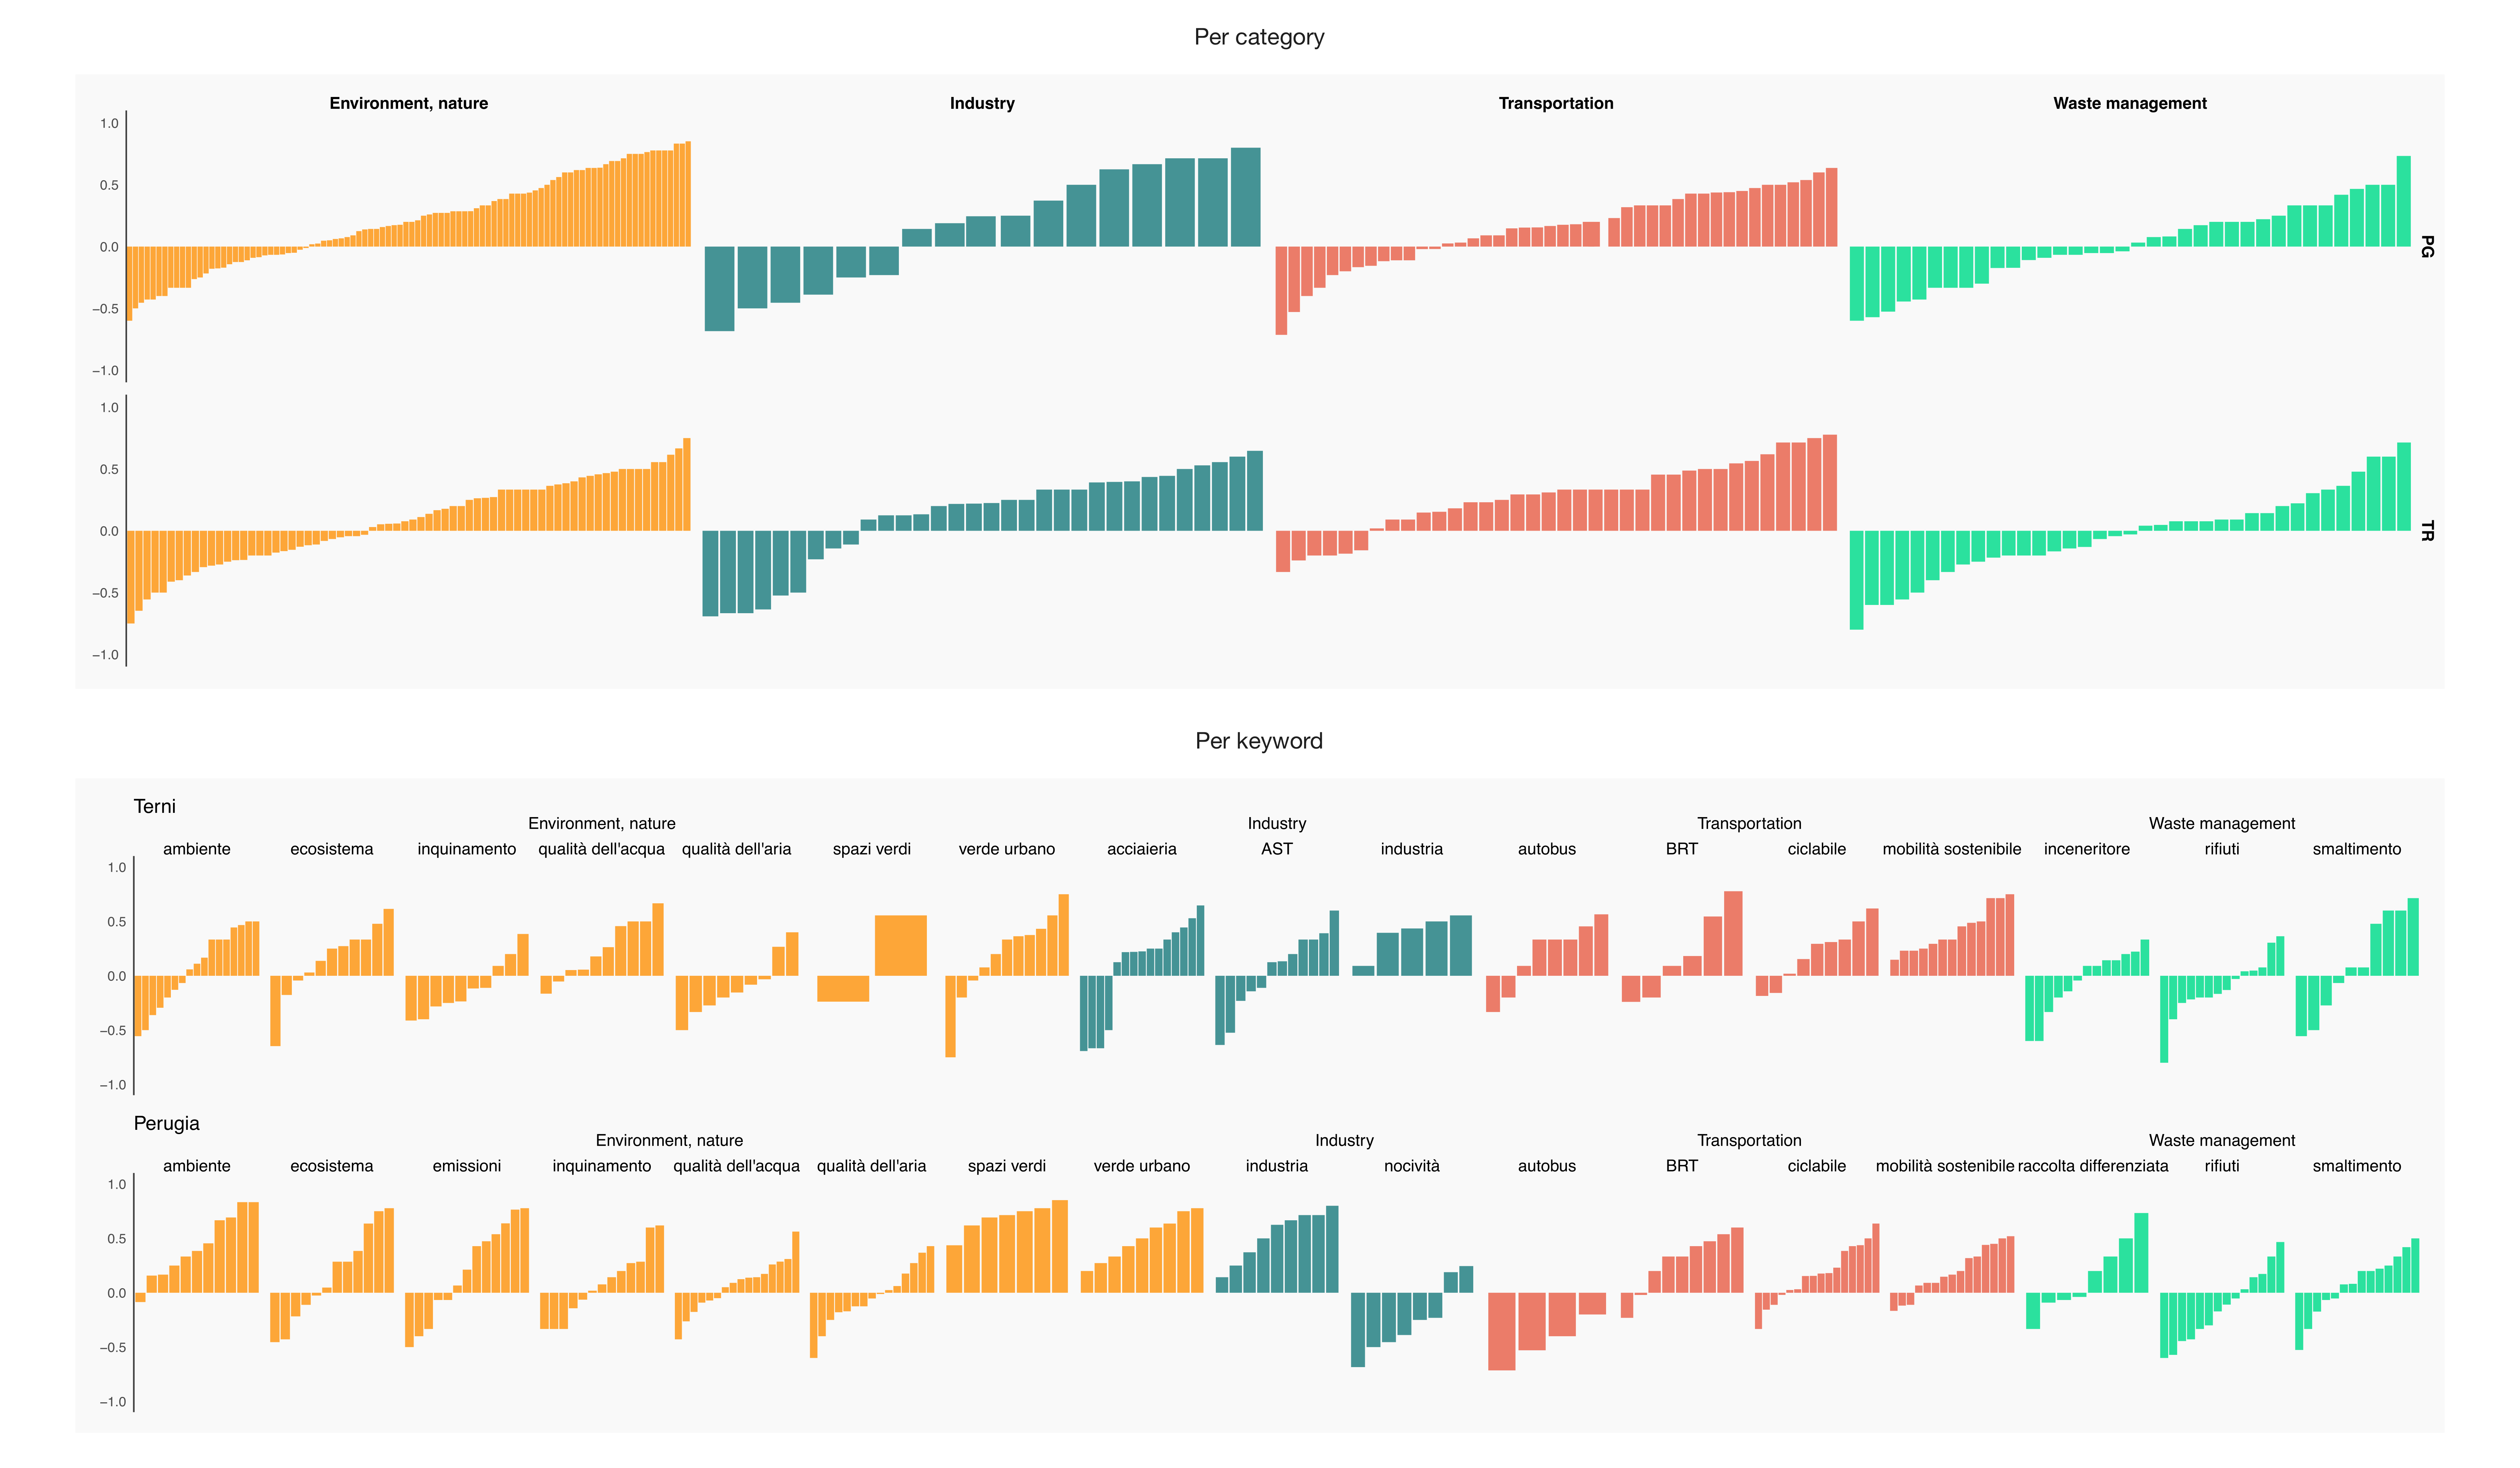 Per category
Environment, nature Industry Transportation Waste management
1.0
0.5
0.0
−0.5
−1.0
PG
1.0
0.5
0.0
−0.5
−1.0
TR
Per keyword
Terni
Environment, nature Industry Transportation Waste management
ambiente ecosistema inquinamento qualità dell'acqua qualità dell'aria spazi verdi verde urbano acciaieria AST industria autobus BRT ciclabile mobilità sostenibile inceneritore rifiuti smaltimento
1.0
0.5
0.0
−0.5
−1.0
Perugia
Environment, nature Industry Transportation Waste management
ambiente ecosistema emissioni inquinamento qualità dell'acqua qualità dell'aria spazi verdi verde urbano industria nocività autobus BRT ciclabile mobilità sostenibile raccolta differenziata rifiuti smaltimento
1.0
0.5
0.0
−0.5
−1.0